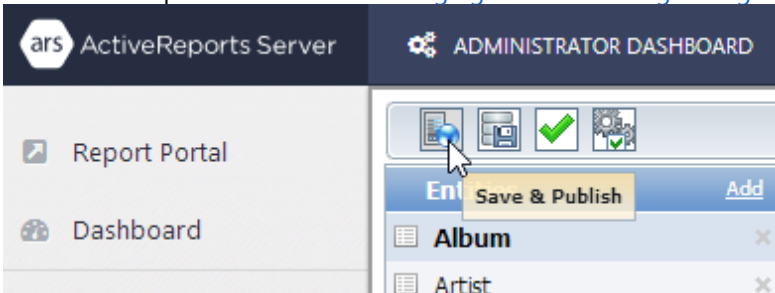 ars ActiveReports Server
ADMINISTRATOR DASHBOARD
Report Portal
Save & Publish
Add
Dashboard
Album
Artist